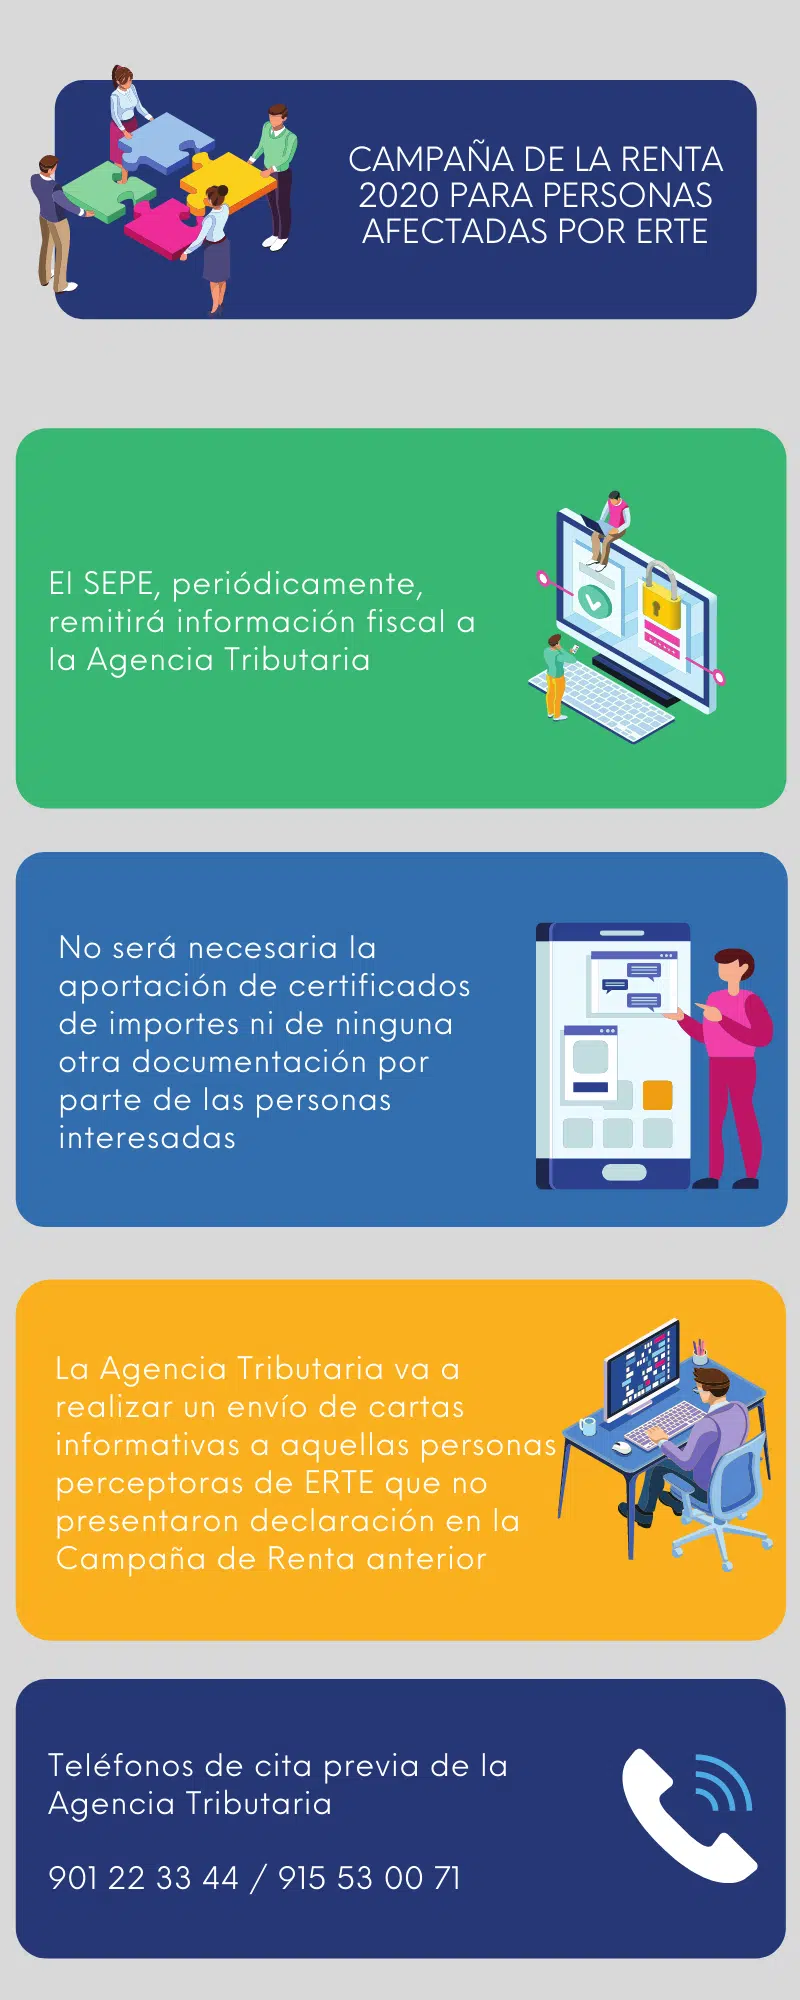 CAMPAÑA DE LA RENTA
2020 PARA PERSONAS
AFECTADAS POR ERTE
El SEPE, periódicamente,
remitirá información fiscal a
la Agencia Tributaria
No será necesaria la
aportación de certificados
de importes ni de ninguna
otra documentación por
parte de las personas
interesadas
La Agencia Tributaria va a
realizar un envío de cartas
informativas a aquellas personas
perceptoras de ERTE que no
presentaron declaración en la
Campaña de Renta anterior
Teléfonos de cita previa de la
Agencia Tributaria
901 22 33 44 / 915 53 00 71